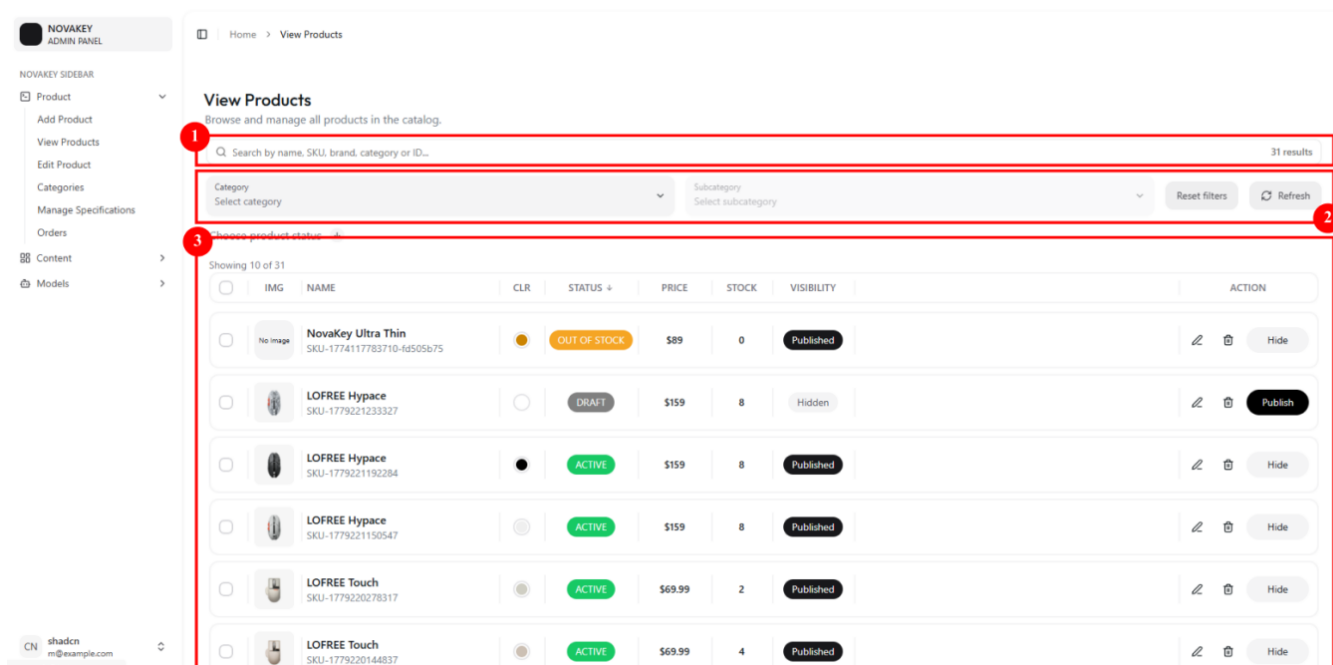 NOVAKEY
ADMIN PANEL
Home > View Products
NOVAKEY SIDEBAR
Product
Add Product
View Products
Edit Product
Categories
Manage Specifications
Orders
Content
Models
CN
shadcn
m@example.com
View Products
Browse and manage all products in the catalog.
1
Search by name, SKU, brand, category or ID... 31 results
Category
Select category
Subcategory
Select subcategory
Reset filters
Refresh
2
Choose product status +
3
Showing 10 of 31
IMG NAME CLR STATUS ↓ PRICE STOCK VISIBILITY ACTION
No Image NovaKey Ultra Thin OUT OF STOCK $89 0 Published Hide
SKU-1774117783710-fd505b75
LOFREE Hypace DRAFT $159 8 Hidden Publish
SKU-1779221233327
LOFREE Hypace ACTIVE $159 8 Published Hide
SKU-1779221192284
LOFREE Hypace ACTIVE $159 8 Published Hide
SKU-1779221150547
LOFREE Touch ACTIVE $69.99 2 Published Hide
SKU-1779220278317
LOFREE Touch ACTIVE $69.99 4 Published Hide
SKU-1779220144837